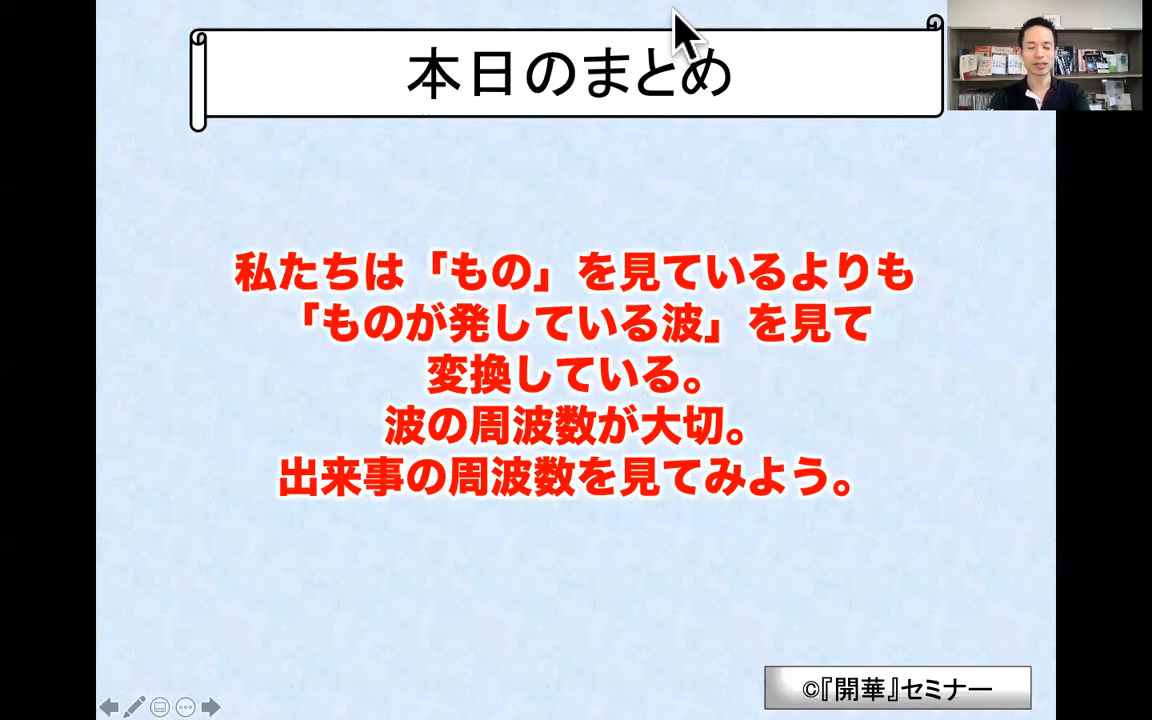 本日のまとめ
私たちは「もの」を見ているよりも
「ものが発している波」を見て
変換している。
波の周波数が大切。
出来事の周波数を見てみよう。
©『開華』セミナー